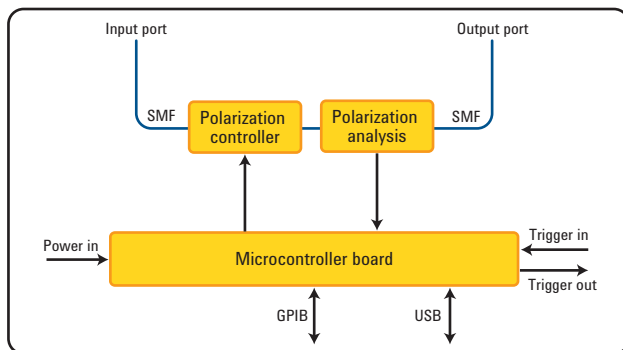 Input port
Output port
SMF
Polarization
controller
Polarization
analysis
SMF
Power in
Microcontroller board
Trigger in
Trigger out
GPIB
USB